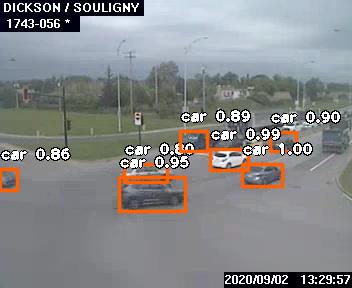 DICKSON / SOULIGNY
1743-056 *
car 0.89
car 0.90
car 0.99
car 0.86
car 0.80
car 1.00
car 0.95
2020/09/02 13:29:57